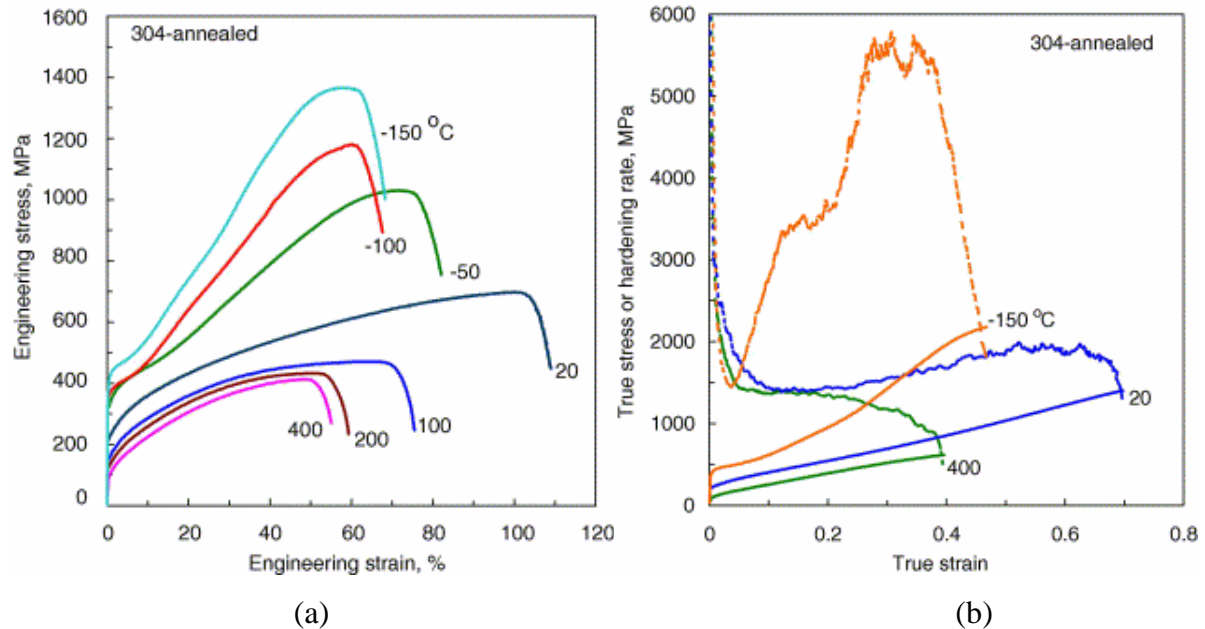 1600
304-annealed
1400
1200
1000
800
600
400
200
0
Engineering stress, MPa
-150 °C
-100
-50
20
100
200
400
0 20 40 60 80 100 120
Engineering strain, %
(a)
6000
304-annealed
5000
4000
3000
2000
1000
0
True stress or hardening rate, MPa
-150 °C
20
400
0 0.2 0.4 0.6 0.8
True strain
(b)